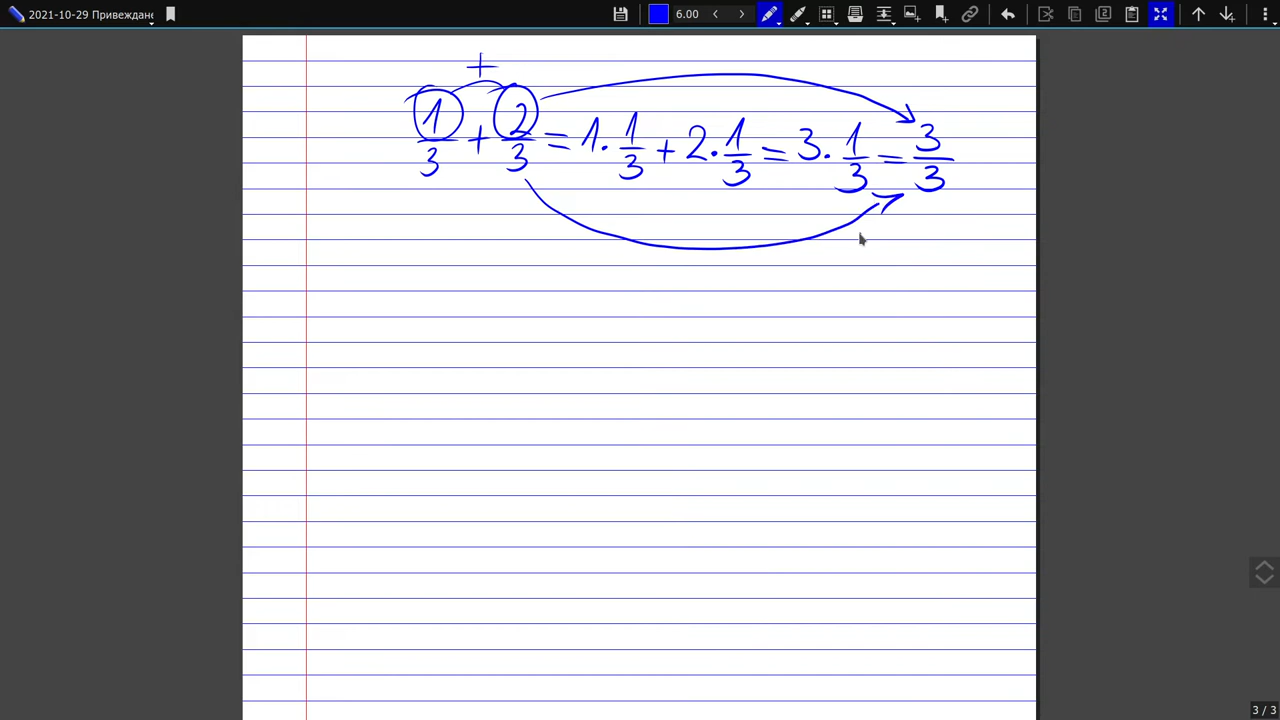 2021-10-29 Привеждане
6.00
+
1/3 + 2/3 = 1·1/3 + 2·1/3 = 3·1/3 = 3/3
3 / 3